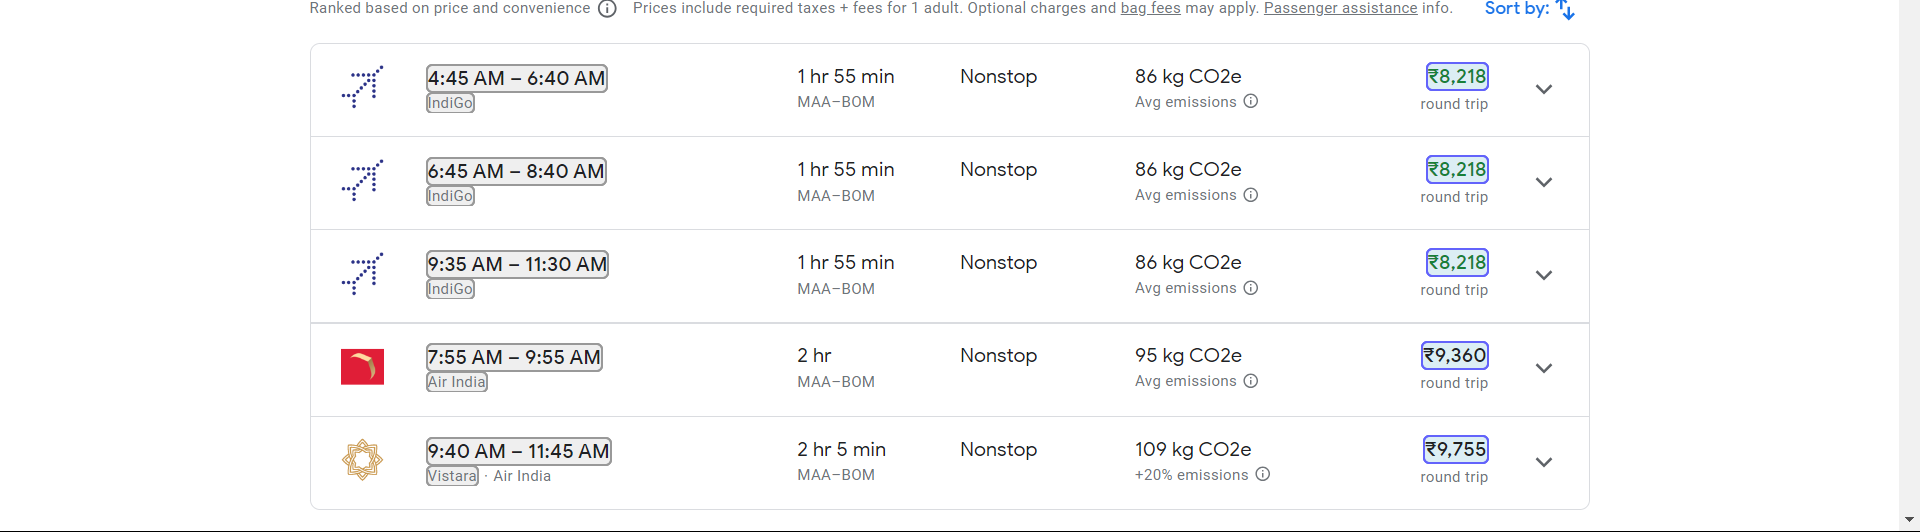 Ranked based on price and convenience Prices include required taxes + fees for 1 adult. Optional charges and bag fees may apply. Passenger assistance info. Sort by:
4:45 AM – 6:40 AM 1 hr 55 min Nonstop 86 kg CO2e ₹8,218
IndiGo MAA–BOM Avg emissions round trip
6:45 AM – 8:40 AM 1 hr 55 min Nonstop 86 kg CO2e ₹8,218
IndiGo MAA–BOM Avg emissions round trip
9:35 AM – 11:30 AM 1 hr 55 min Nonstop 86 kg CO2e ₹8,218
IndiGo MAA–BOM Avg emissions round trip
7:55 AM – 9:55 AM 2 hr Nonstop 95 kg CO2e ₹9,360
Air India MAA–BOM Avg emissions round trip
9:40 AM – 11:45 AM 2 hr 5 min Nonstop 109 kg CO2e ₹9,755
Vistara · Air India MAA–BOM +20% emissions round trip